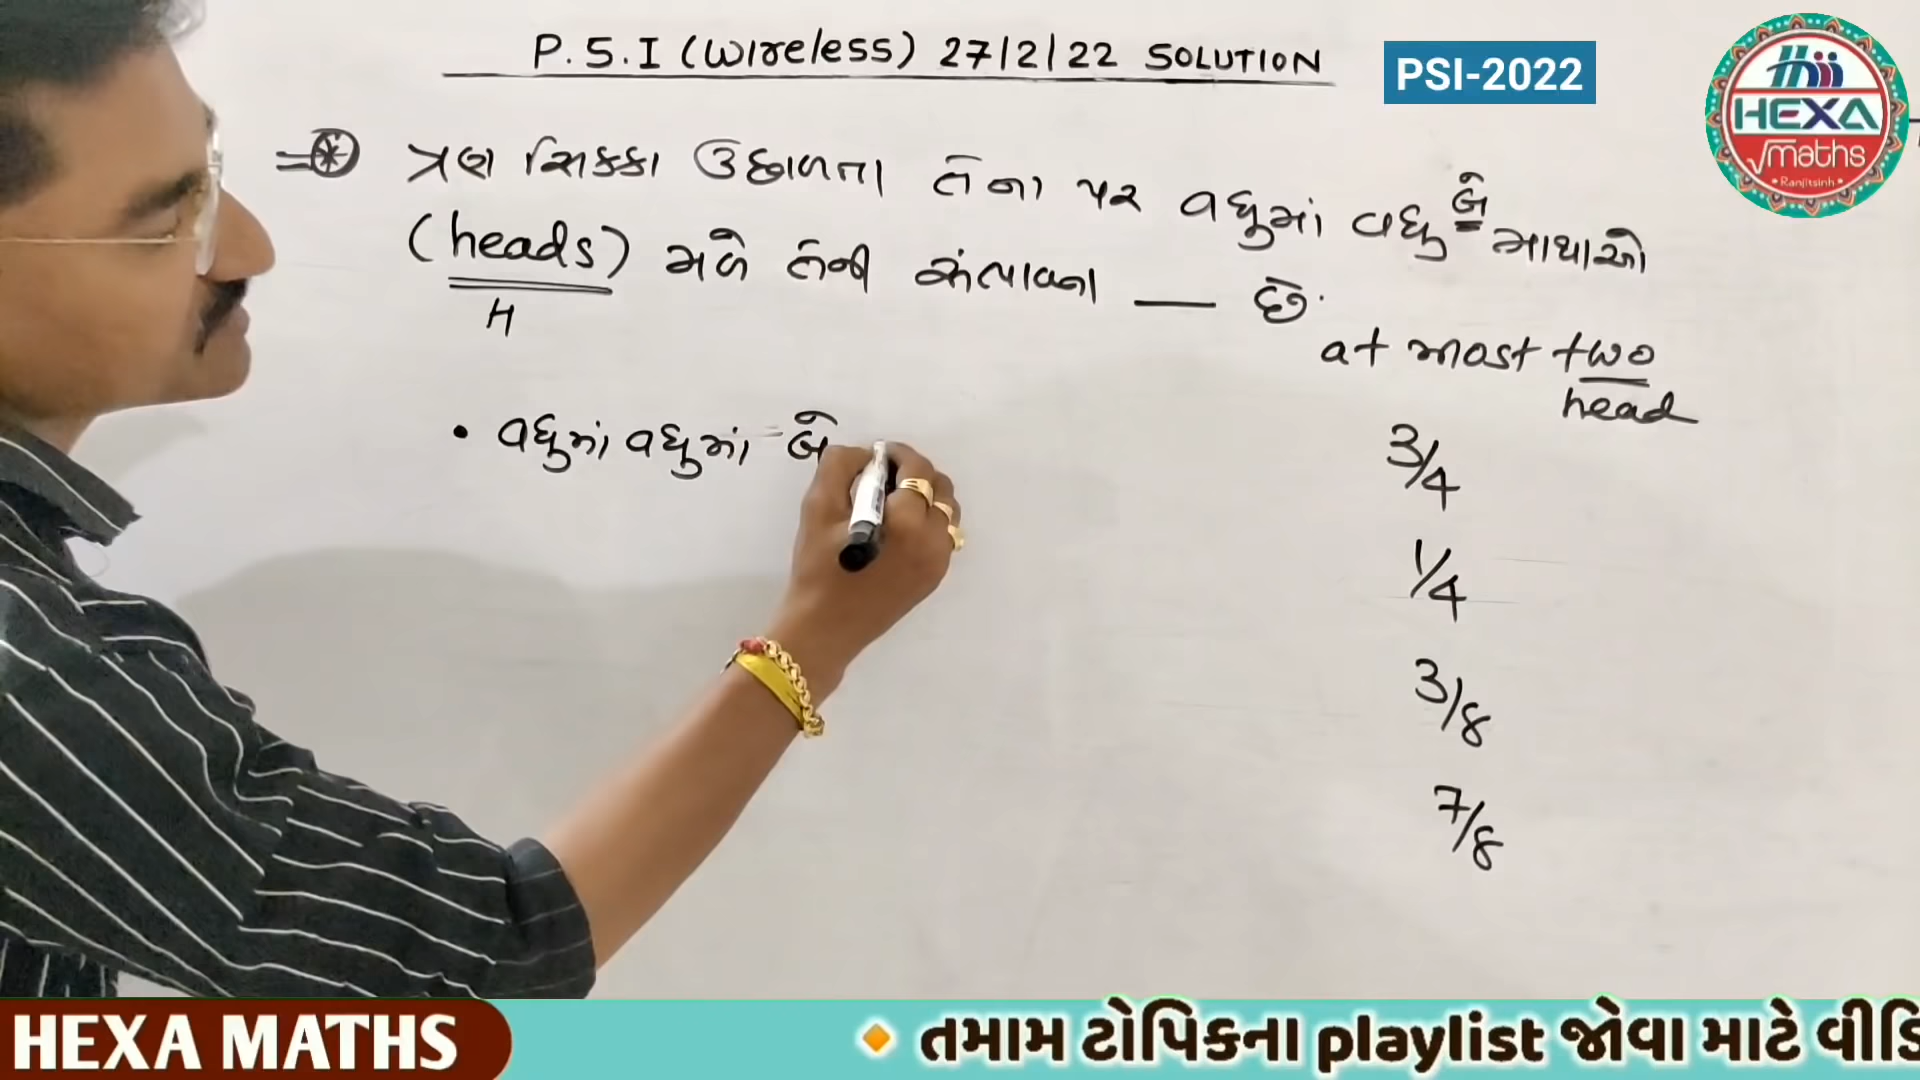 P.S.I (Wireless) 27/2/22 SOLUTION
PSI-2022
HEXA
√maths
Ranjitsinh
ત્રણ સિક્કા ઉછાળતા તેના પર વધુમાં વધુ બે માથાઓ
(heads) મળે તેની સંભાવના — છે.
H
at most two
head
• વધુમાં વધુમાં બે
3/4
1/4
3/8
7/8
HEXA MATHS
તમામ ટોપિકના playlist જોવા માટે વીડિ